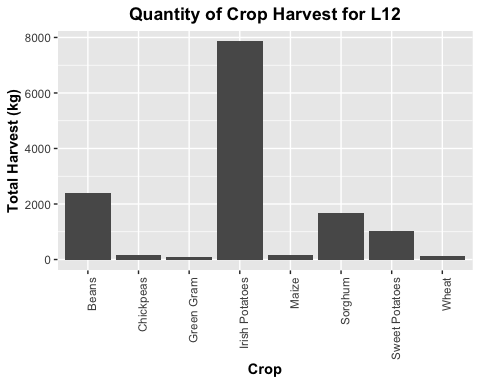 Quantity of Crop Harvest for L12
Total Harvest (kg)
8000
6000
4000
2000
0
Beans
Chickpeas
Green Gram
Irish Potatoes
Maize
Sorghum
Sweet Potatoes
Wheat
Crop